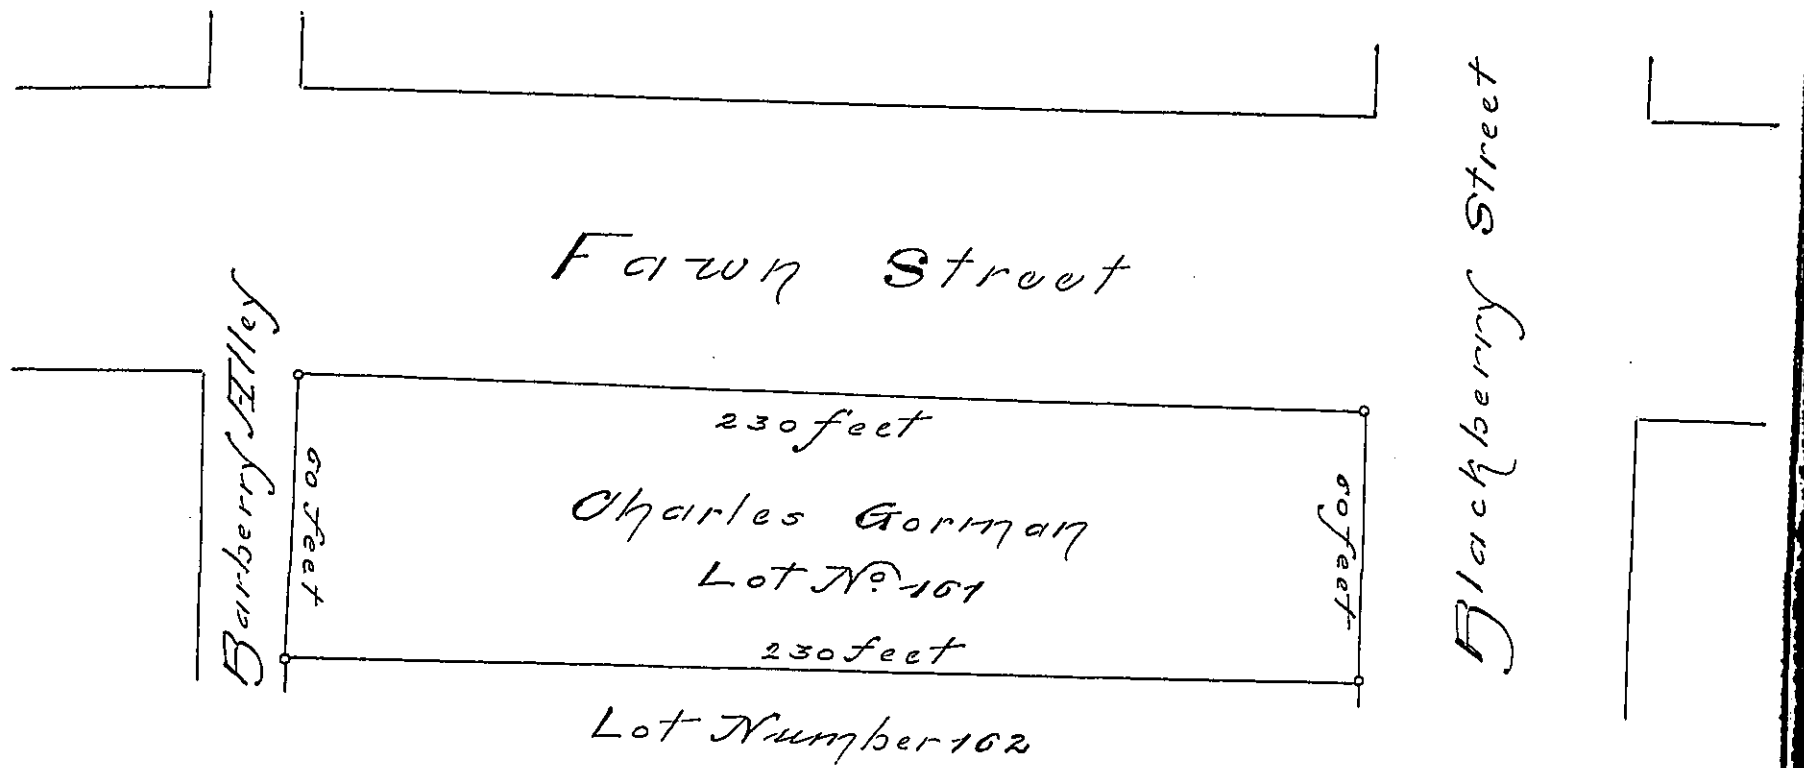 Fawn Street
Barberry Alley
Blackberry Street
230 feet
60 feet
60 feet
Charles Gorman
Lot No. 161
230 feet
Lot Number 162